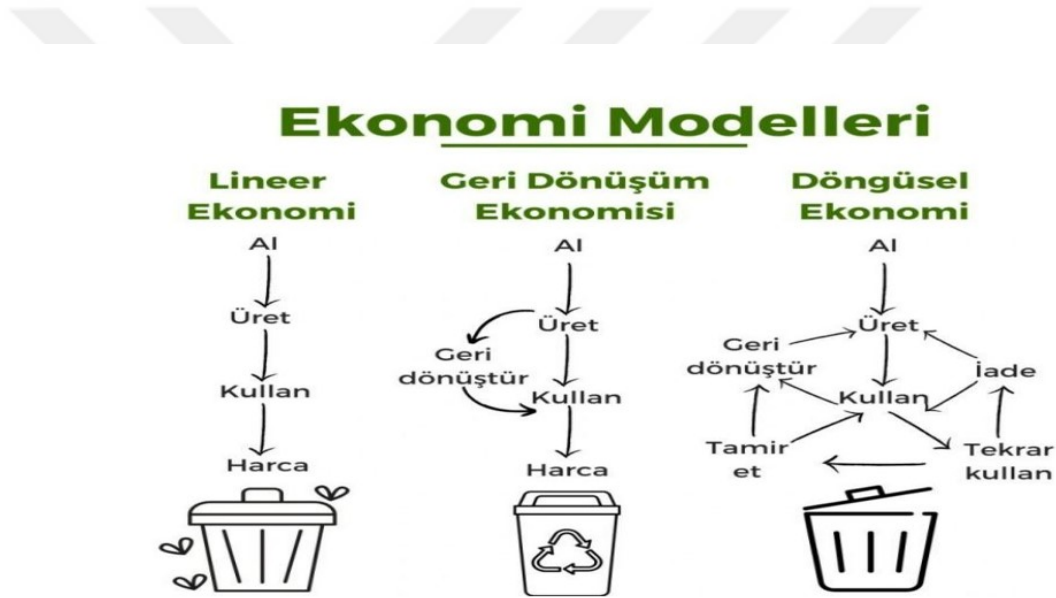 Ekonomi Modelleri
Lineer
Ekonomi
Al
Üret
Kullan
Harca
Geri Dönüşüm
Ekonomisi
Al
Üret
Geri
dönüştür
Kullan
Harca
Döngüsel
Ekonomi
Al
Üret
Geri
dönüştür
İade
Kullan
Tamir
et
Tekrar
kullan